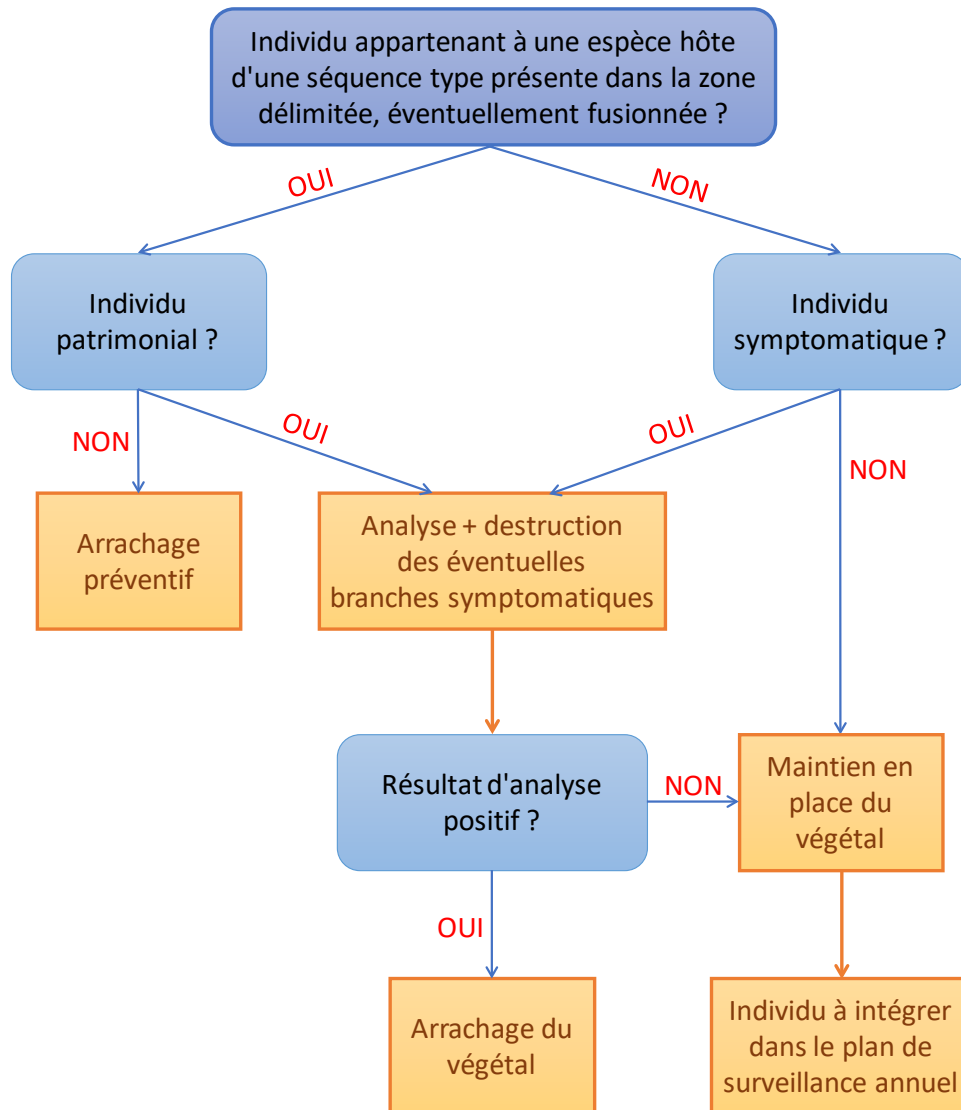 Individu appartenant à une espèce hôte
d'une séquence type présente dans la zone
délimitée, éventuellement fusionnée ?
OUI
NON
Individu
patrimonial ?
Individu
symptomatique ?
NON
OUI
OUI
NON
Arrachage
préventif
Analyse + destruction
des éventuelles
branches symptomatiques
Résultat d'analyse
positif ?
NON
Maintien en
place du
végétal
OUI
Arrachage du
végétal
Individu à intégrer
dans le plan de
surveillance annuel